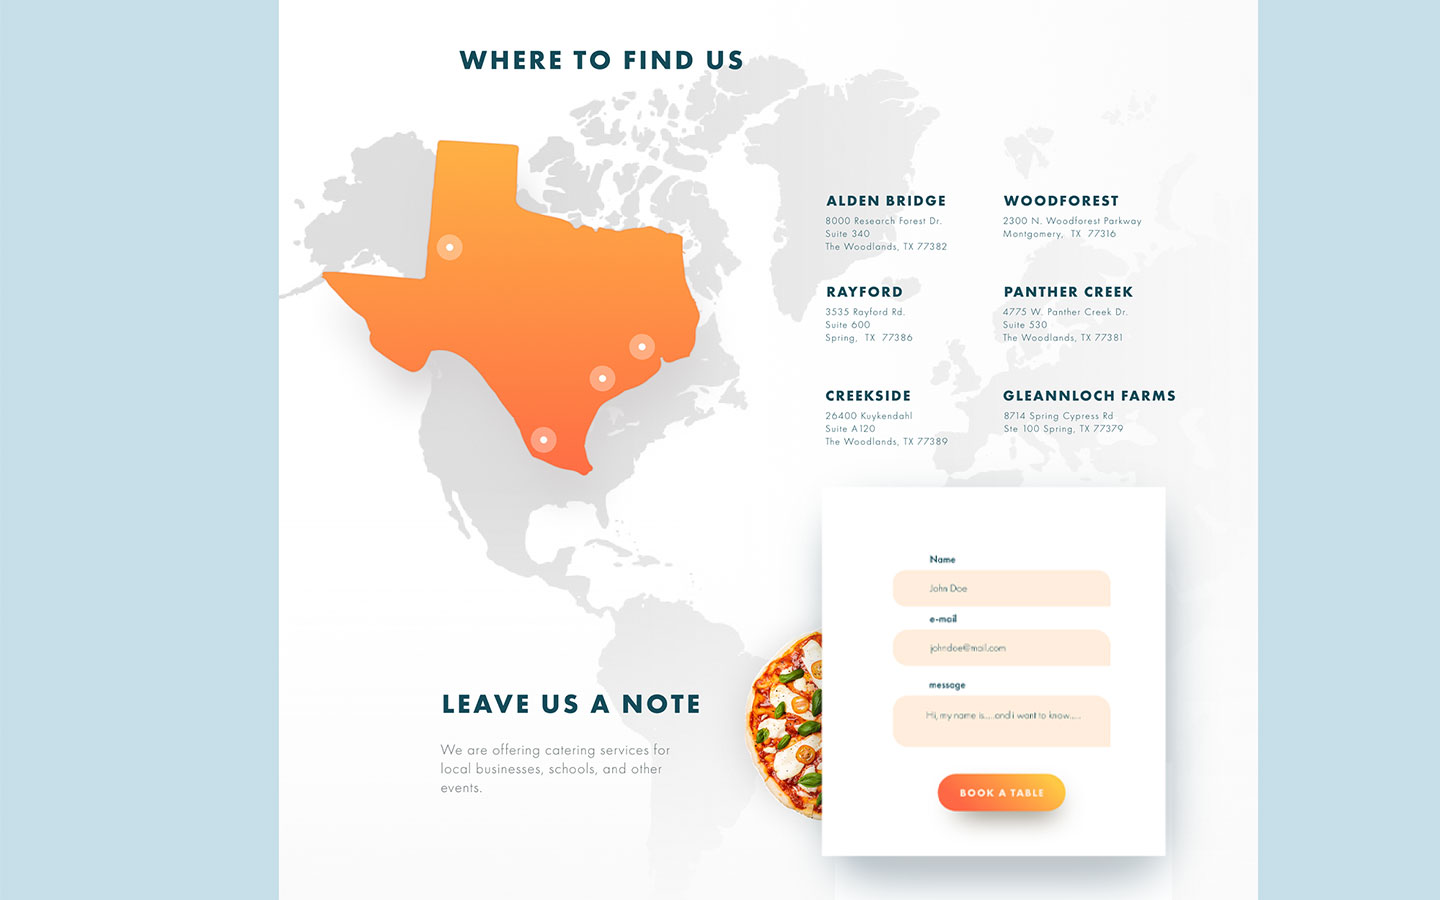 WHERE TO FIND US
ALDEN BRIDGE
8000 Research Forest Dr.
Suite 340
The Woodlands, TX 77382
WOODFOREST
2300 N. Woodforest Parkway
Montgomery, TX 77316
RAYFORD
3535 Rayford Rd.
Suite 600
Spring, TX 77386
PANTHER CREEK
4775 W. Panther Creek Dr.
Suite 530
The Woodlands, TX 77381
CREEKSIDE
26400 Kuykendahl
Suite A120
The Woodlands, TX 77389
GLEANNLOCH FARMS
8714 Spring Cypress Rd
Ste 100 Spring, TX 77379
LEAVE US A NOTE
We are offering catering services for
local businesses, schools, and other
events.
Name
John Doe
e-mail
johndoe@mail.com
message
Hi, my name is....and i want to know.....
BOOK A TABLE